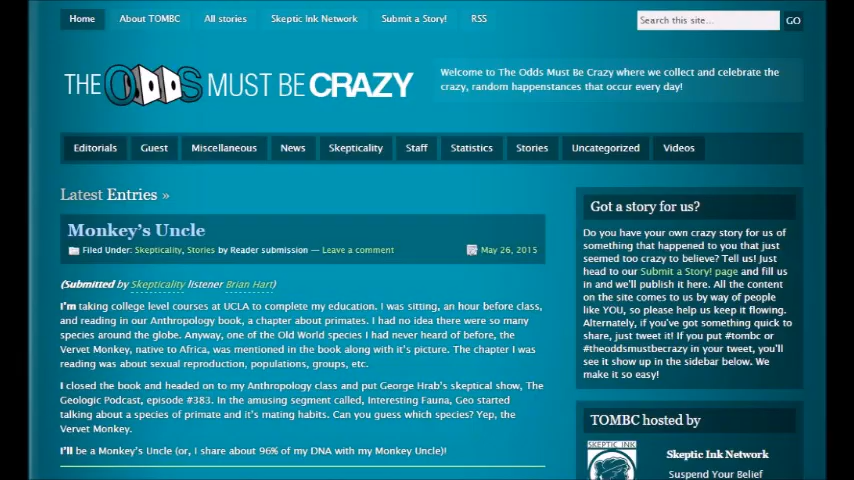 Home About TOMBC All stories Skeptic Ink Network Submit a Story! RSS
Search this site... GO
THE ODDS MUST BE CRAZY
Welcome to The Odds Must Be Crazy where we collect and celebrate the
crazy, random happenstances that occur every day!
Editorials Guest Miscellaneous News Skepticality Staff Statistics Stories Uncategorized Videos
Latest Entries »
Monkey's Uncle
Filed Under: Skepticality, Stories by Reader submission — Leave a comment May 26, 2015
(Submitted by Skepticality listener Brian Hart)
I'm taking college level courses at UCLA to complete my education. I was sitting, an hour before class,
and reading in our Anthropology book, a chapter about primates. I had no idea there were so many
species around the globe. Anyway, one of the Old World species I had never heard of before, the
Vervet Monkey, native to Africa, was mentioned in the book along with it's picture. The chapter I was
reading was about sexual reproduction, populations, groups, etc.
I closed the book and headed on to my Anthropology class and put George Hrab's skeptical show, The
Geologic Podcast, episode #383. In the amusing segment called, Interesting Fauna, Geo started
talking about a species of primate and it's mating habits. Can you guess which species? Yep, the
Vervet Monkey.
I'll be a Monkey's Uncle (or, I share about 96% of my DNA with my Monkey Uncle)!
Got a story for us?
Do you have your own crazy story for us of
something that happened to you that just
seemed too crazy to believe? Tell us! Just
head to our Submit a Story! page and fill us
in and we'll publish it here. All the content
on the site comes to us by way of people
like YOU, so please help us keep it flowing.
Alternately, if you've got something quick to
share, just tweet it! If you put #tombc or
#theoddsmustbecrazy in your tweet, you'll
see it show up in the sidebar below. We
make it so easy!
TOMBC hosted by
SKEPTIC INK
Skeptic Ink Network
Suspend Your Belief